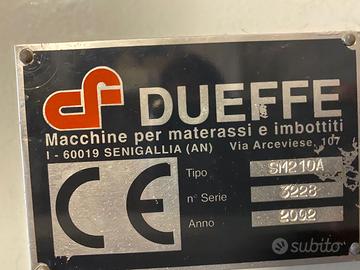 DUEFFE
Macchine per materassi e imbottiti
I - 60019 SENIGALLIA (AN) Via Arceviese, 107
CE
Tipo SM210A
n° Serie 3228
Anno 2002
subito